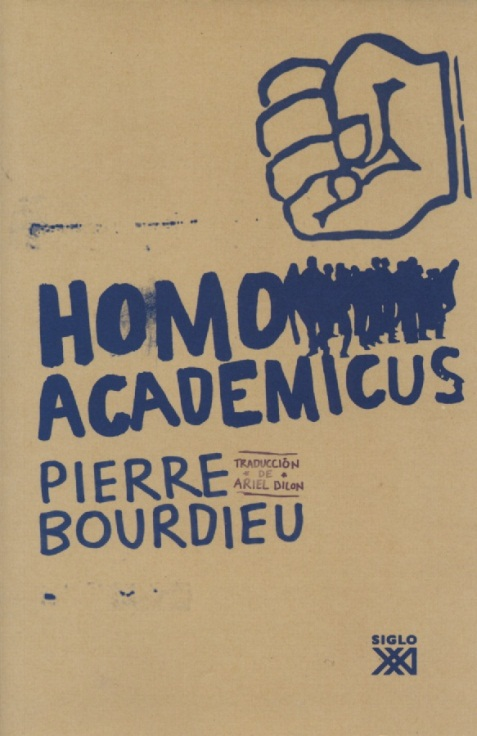 HOMO
ACADEMICUS
PIERRE
BOURDIEU
TRADUCCIÓN
DE
ARIEL DILON
SIGLO
XXI